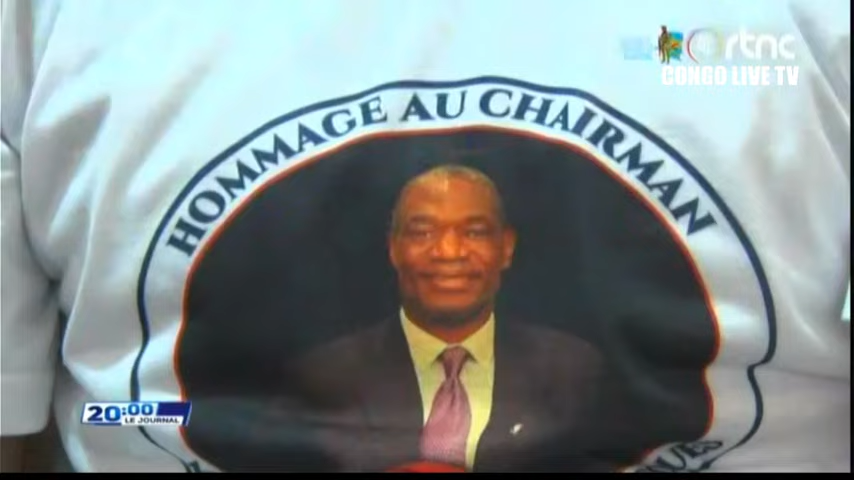 rtnc
CONGO LIVE TV
HOMMAGE AU CHAIRMAN
20:00
LE JOURNAL